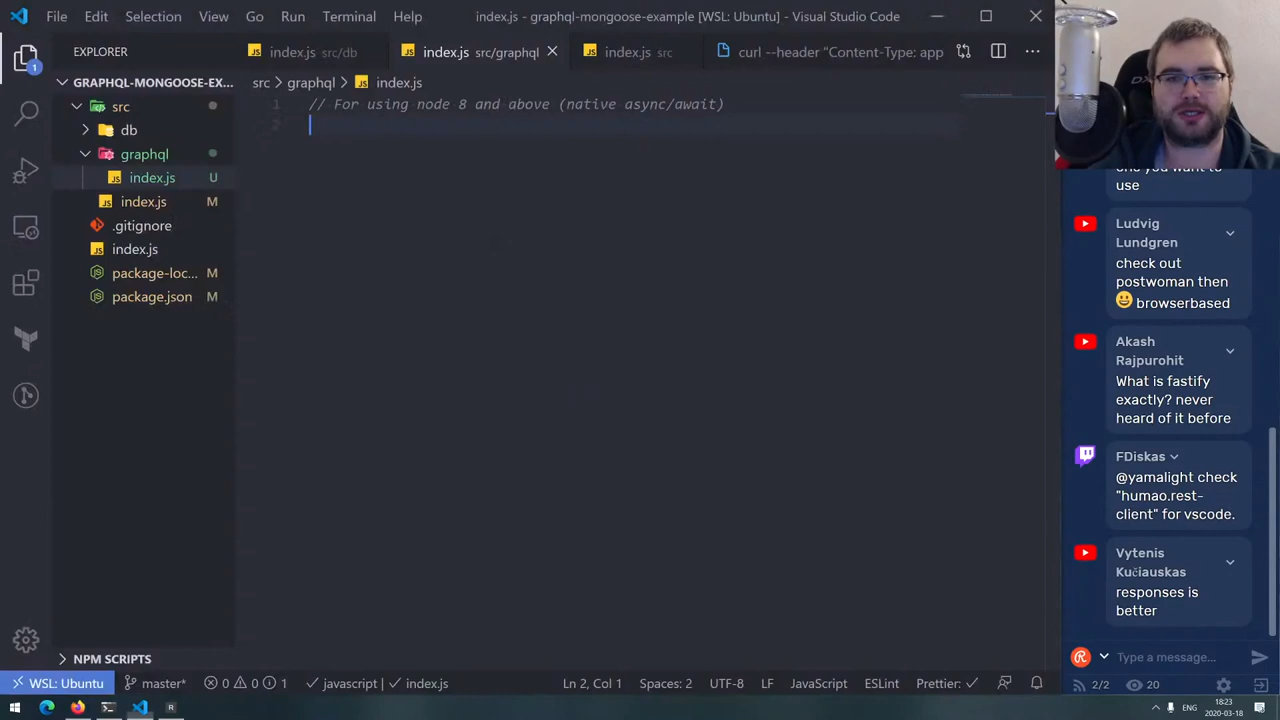 File Edit Selection View Go Run Terminal Help
index.js - graphql-mongoose-example [WSL: Ubuntu] - Visual Studio Code
EXPLORER
index.js src/db
index.js src/graphql
index.js src
curl --header "Content-Type: app
GRAPHQL-MONGOOSE-EX...
src > graphql > index.js
src
db
graphql
index.js U
index.js M
.gitignore
index.js
package-loc... M
package.json M
1 // For using node 8 and above (native async/await)
2
1
DX
use
Ludvig Lundgren
check out
postwoman then
😀 browserbased
Akash
Rajpurohit
What is fastify
exactly? never
heard of it before
FDiskas
@yamalight check
"humao.rest-
client" for vscode.
Vytenis
Kučiauskas
responses is
better
Type a message...
2/2 20
NPM SCRIPTS
WSL: Ubuntu master* 0 0 1 javascript | index.js Ln 2, Col 1 Spaces: 2 UTF-8 LF JavaScript ESLint Prettier:
ENG
18:23
2020-03-18